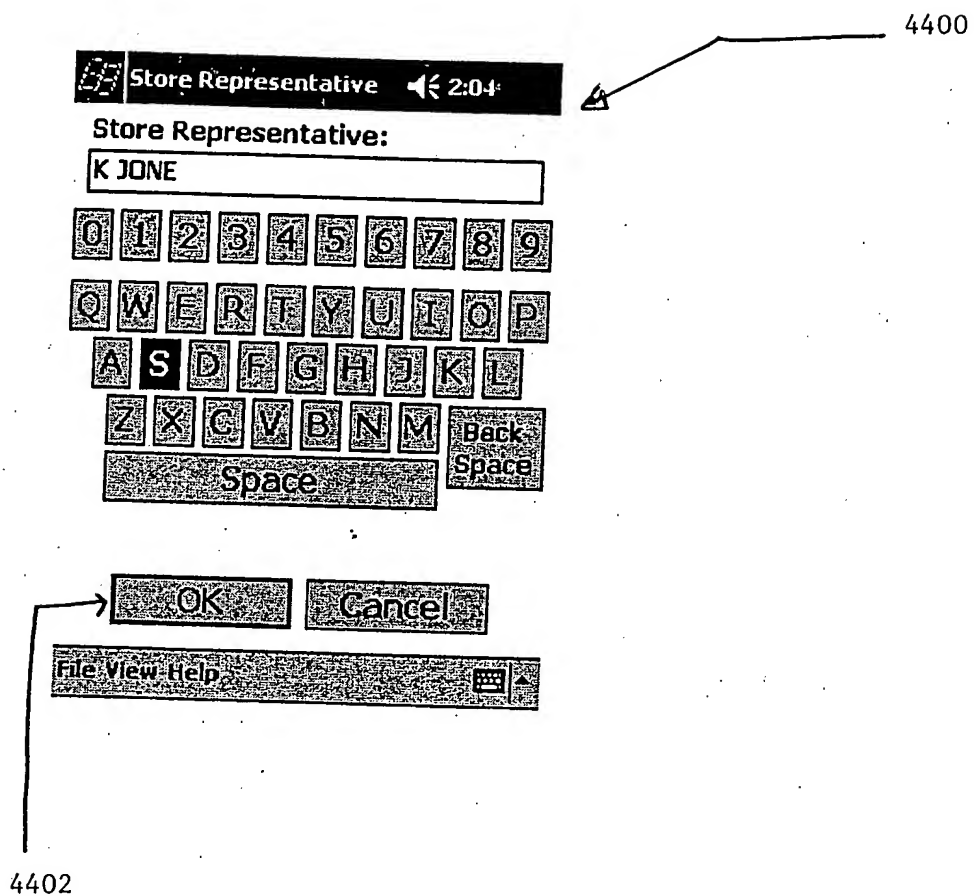 4400
Store Representative 2:04
Store Representative:
K JONE
0 1 2 3 4 5 6 7 8 9
Q W E R T Y U I O P
A S D F G H J K L
Z X C V B N M Back Space
Space
OK Cancel
File View Help
4402